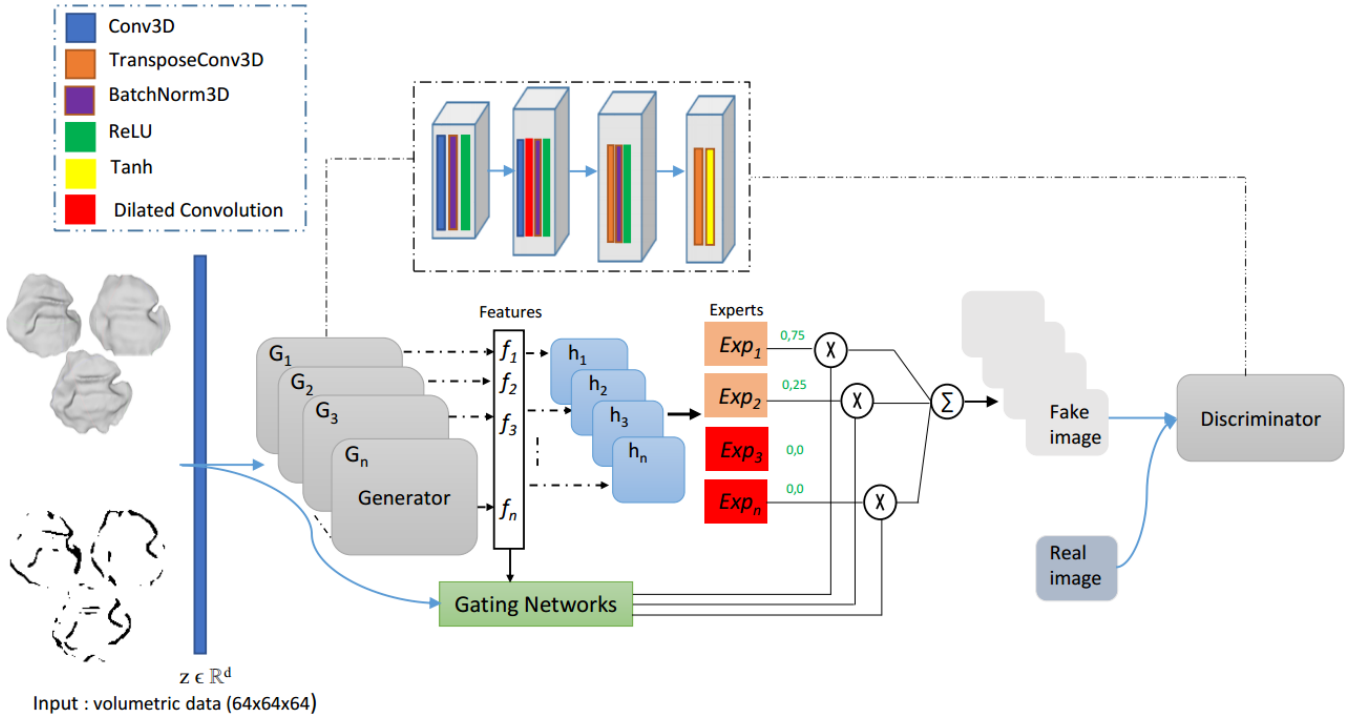 Conv3D
TransposeConv3D
BatchNorm3D
ReLU
Tanh
Dilated Convolution
Features
Experts
G1
G2
G3
Gn
Generator
f1
f2
f3
fn
h1
h2
h3
hn
Exp1
0,75
Exp2
0,25
Exp3
0,0
Expn
0,0
X
X
X
Σ
Fake
image
Discriminator
Real
image
Gating Networks
z ϵ ℝᵈ
Input : volumetric data (64x64x64)